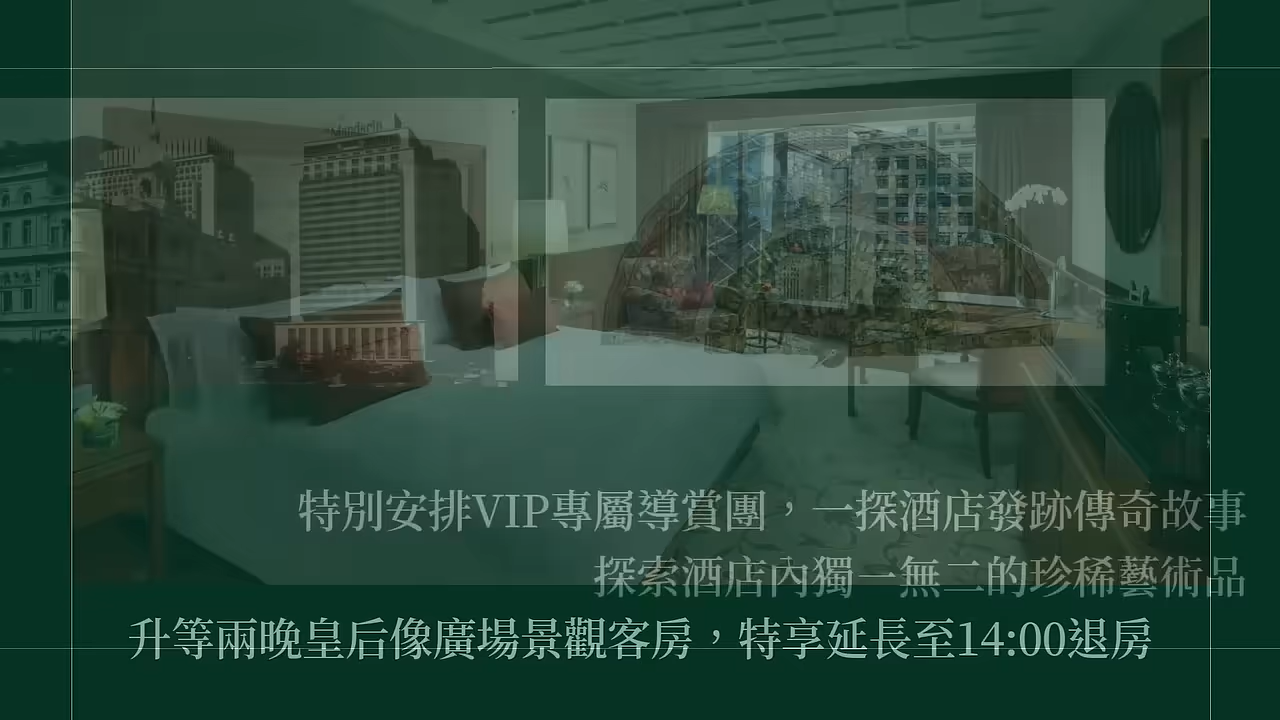 Mandarin
特別安排VIP專屬導賞團,一探酒店發跡傳奇故事
探索酒店內獨一無二的珍稀藝術品
升等兩晚皇后像廣場景觀客房,特享延長至14:00退房